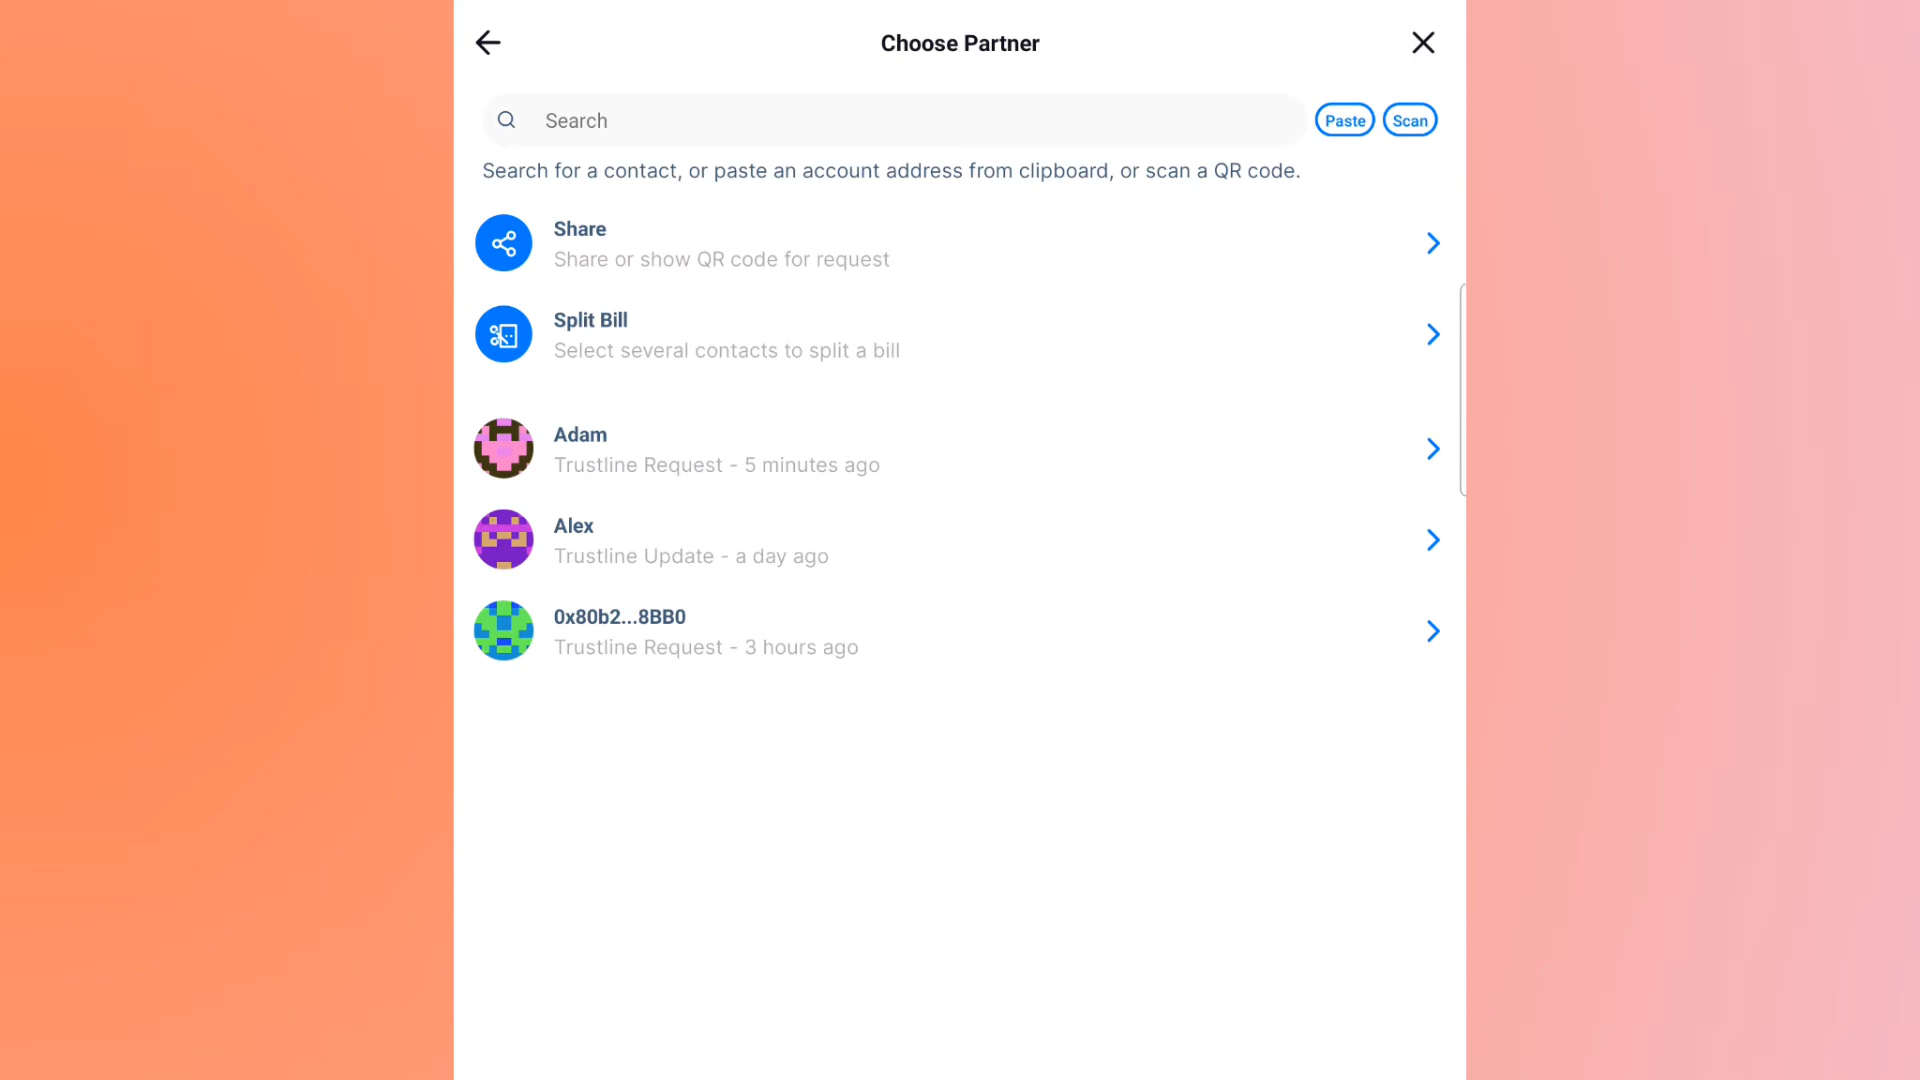 Choose Partner
Search
Paste
Scan
Search for a contact, or paste an account address from clipboard, or scan a QR code.
Share
Share or show QR code for request
Split Bill
Select several contacts to split a bill
Adam
Trustline Request - 5 minutes ago
Alex
Trustline Update - a day ago
0x80b2...8BB0
Trustline Request - 3 hours ago